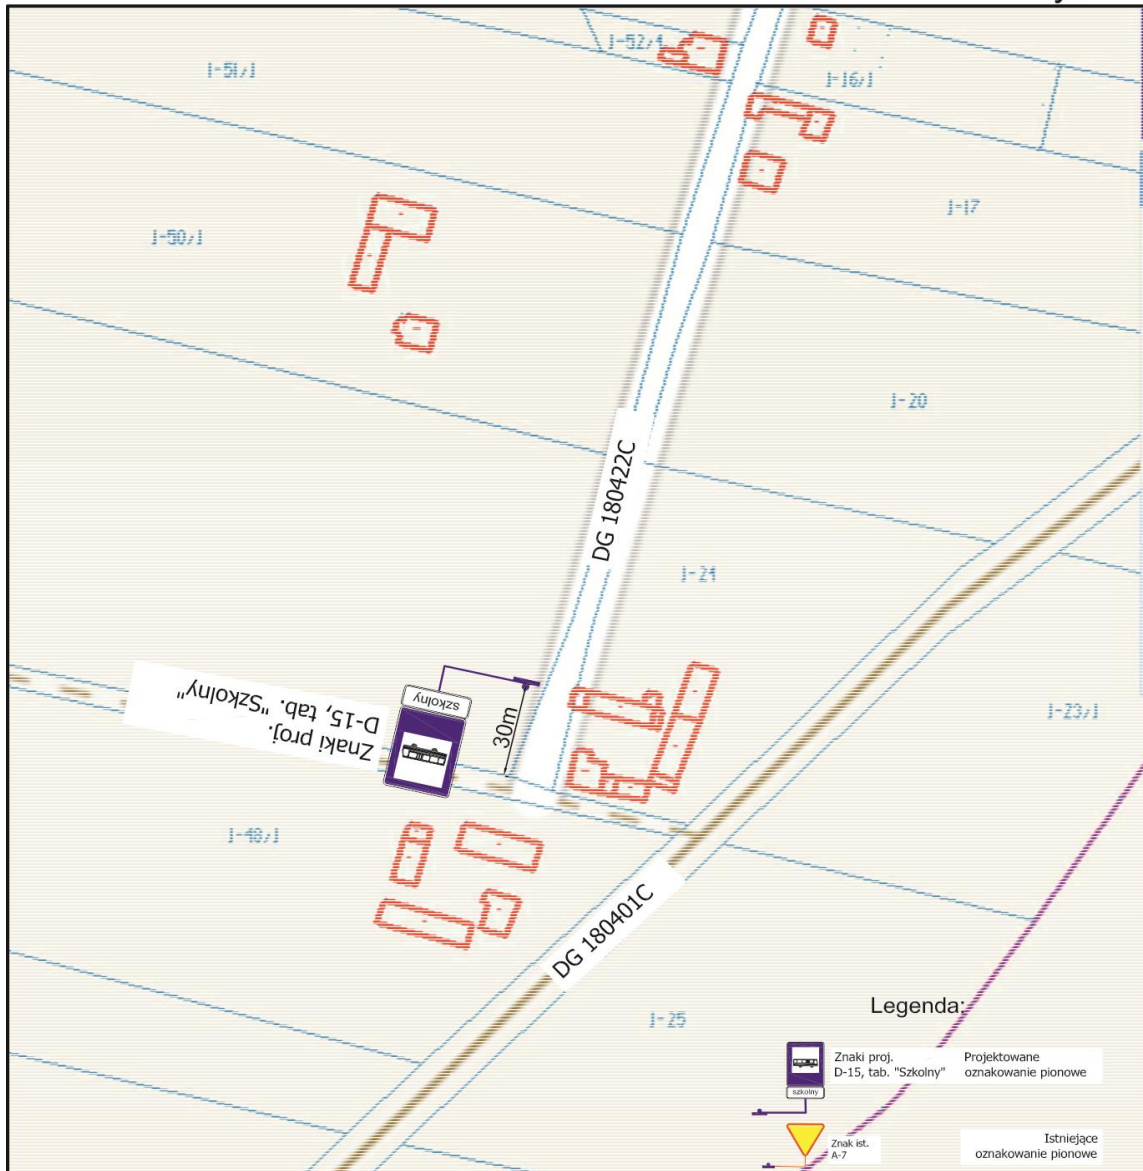 1-52/1
1-51/1
1-16/1
1-17
1-50/1
1-20
DG 180422C
1-24
szkolny
Znaki proj.
D-15, tab. "Szkolny"
30m
1-23/1
1-48/1
DG 180401C
1-25
Legenda:
Znaki proj.
D-15, tab. "Szkolny"
Projektowane
oznakowanie pionowe
szkolny
Znak ist.
A-7
Istniejące
oznakowanie pionowe